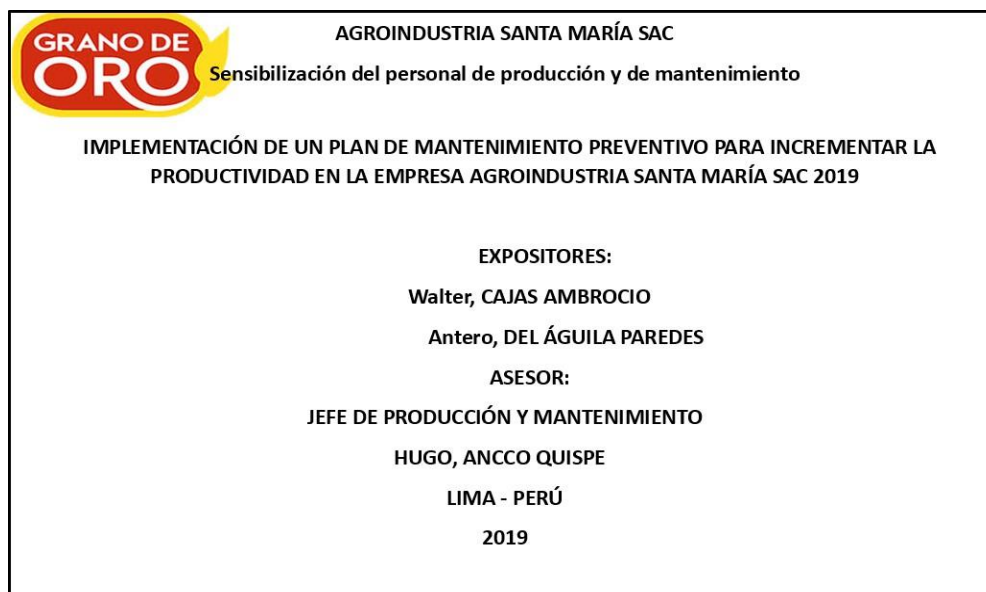 GRANO DE
ORO
AGROINDUSTRIA SANTA MARÍA SAC
Sensibilización del personal de producción y de mantenimiento
IMPLEMENTACIÓN DE UN PLAN DE MANTENIMIENTO PREVENTIVO PARA INCREMENTAR LA
PRODUCTIVIDAD EN LA EMPRESA AGROINDUSTRIA SANTA MARÍA SAC 2019
EXPOSITORES:
Walter, CAJAS AMBROCIO
Antero, DEL ÁGUILA PAREDES
ASESOR:
JEFE DE PRODUCCIÓN Y MANTENIMIENTO
HUGO, ANCCO QUISPE
LIMA - PERÚ
2019